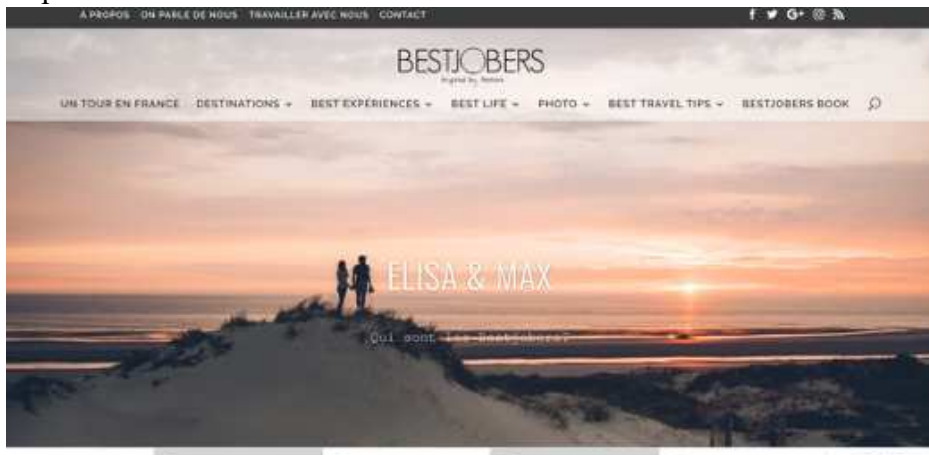 A PROPOS ON PARLE DE NOUS TRAVAILLER AVEC NOUS CONTACT
BESTJOBERS
UN TOUR EN FRANCE DESTINATIONS BEST EXPERIENCES BEST LIFE PHOTO BEST TRAVEL TIPS BESTJOBERS BOOK
ELISA & MAX
Qui sont les Bestjobers?